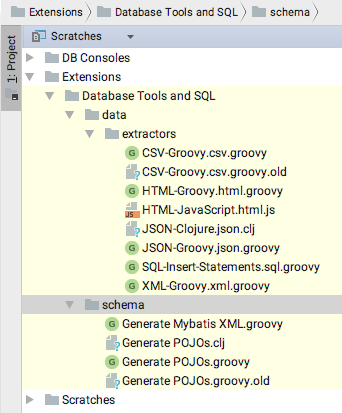 Extensions Database Tools and SQL schema
1: Project
Scratches
DB Consoles
Extensions
Database Tools and SQL
data
extractors
CSV-Groovy.csv.groovy
CSV-Groovy.csv.groovy.old
HTML-Groovy.html.groovy
HTML-JavaScript.html.js
JSON-Clojure.json.clj
JSON-Groovy.json.groovy
SQL-Insert-Statements.sql.groovy
XML-Groovy.xml.groovy
schema
Generate Mybatis XML.groovy
Generate POJOs.clj
Generate POJOs.groovy
Generate POJOs.groovy.old
Scratches